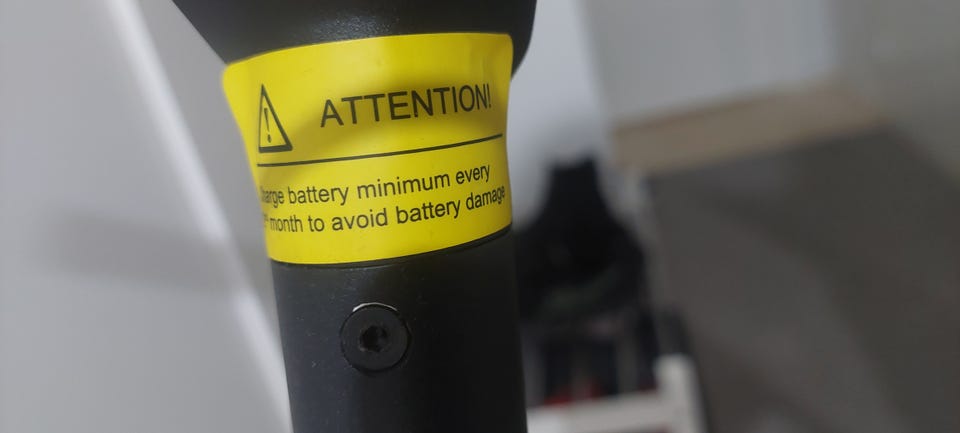 ATTENTION!
harge battery minimum every
month to avoid battery damage